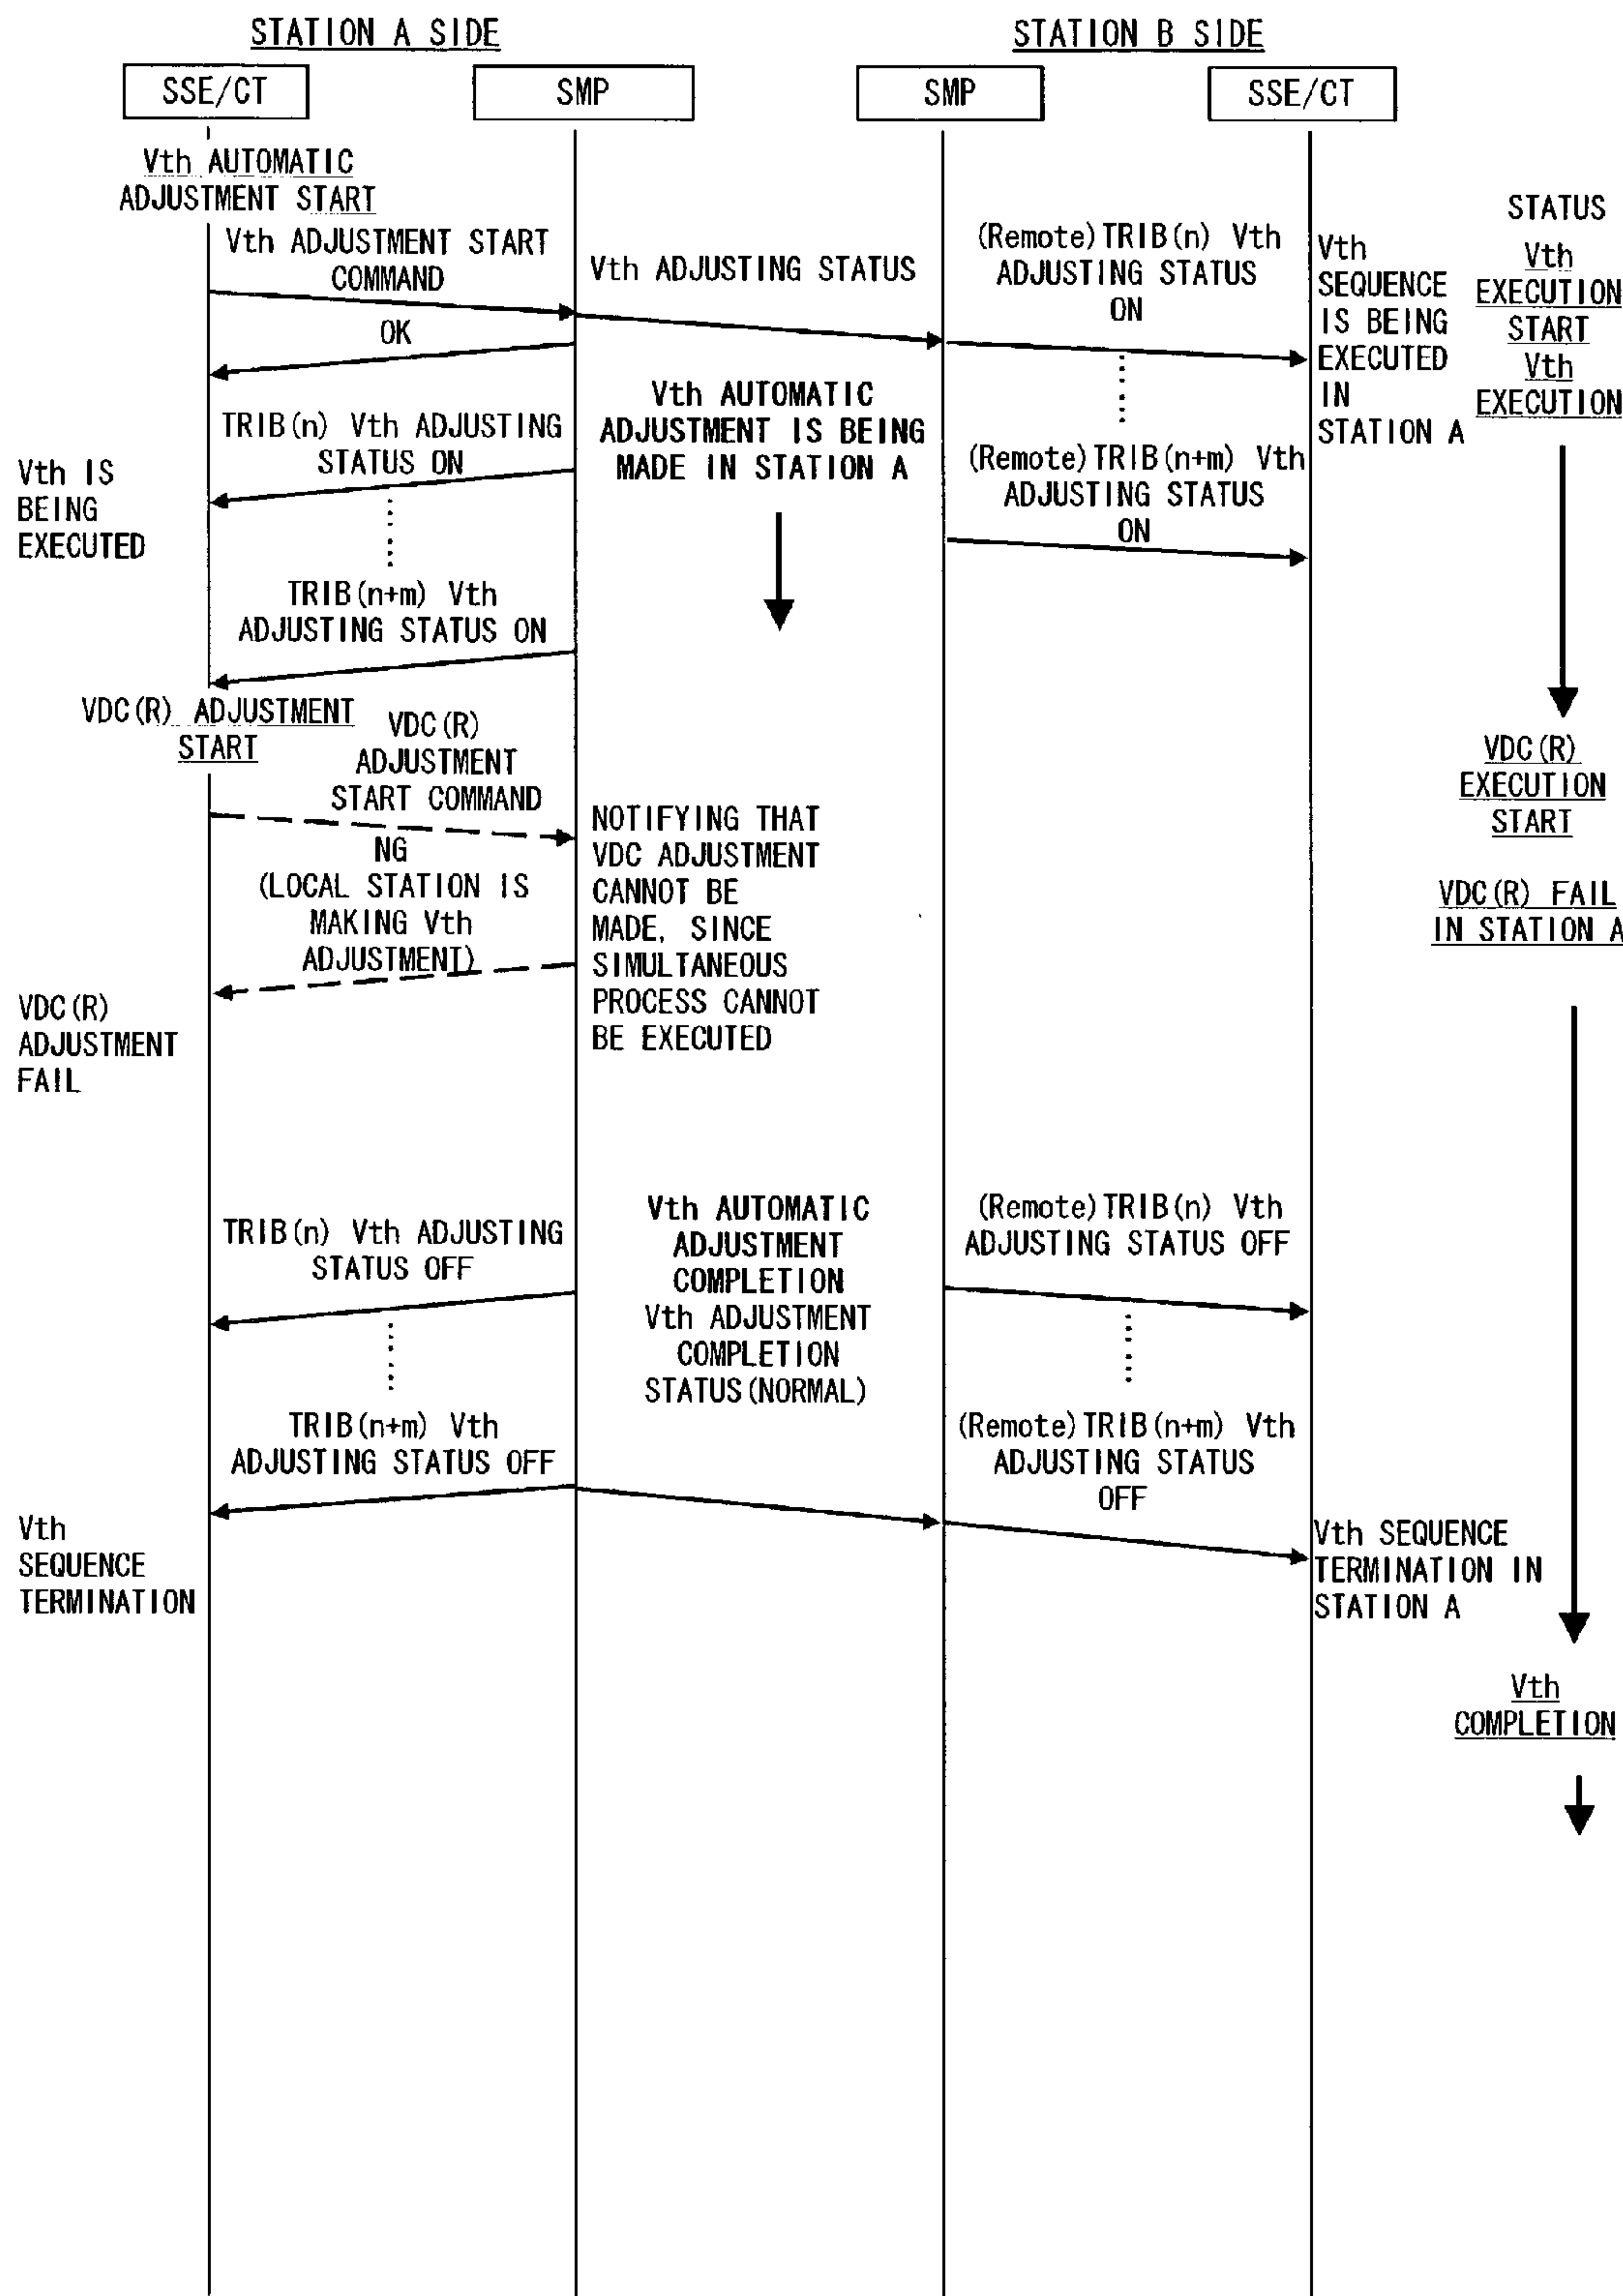 STATION A SIDE
STATION B SIDE
SSE/CT
SMP
SMP
SSE/CT
Vth AUTOMATIC
ADJUSTMENT START
Vth ADJUSTMENT START
COMMAND
Vth ADJUSTING STATUS
(Remote)TRIB(n) Vth
ADJUSTING STATUS
ON
Vth
SEQUENCE
IS BEING
EXECUTED
IN
STATION A
STATUS
Vth
EXECUTION
START
Vth
EXECUTION
OK
Vth AUTOMATIC
ADJUSTMENT IS BEING
MADE IN STATION A
TRIB(n) Vth ADJUSTING
STATUS ON
(Remote)TRIB(n+m) Vth
ADJUSTING STATUS
ON
Vth IS
BEING
EXECUTED
TRIB(n+m) Vth
ADJUSTING STATUS ON
VDC(R) ADJUSTMENT
START
VDC(R)
ADJUSTMENT
START COMMAND
VDC(R)
EXECUTION
START
NG
(LOCAL STATION IS
MAKING Vth
ADJUSTMENT)
NOTIFYING THAT
VDC ADJUSTMENT
CANNOT BE
MADE, SINCE
SIMULTANEOUS
PROCESS CANNOT
BE EXECUTED
VDC(R) FAIL
IN STATION A
VDC(R)
ADJUSTMENT
FAIL
TRIB(n) Vth ADJUSTING
STATUS OFF
Vth AUTOMATIC
ADJUSTMENT
COMPLETION
Vth ADJUSTMENT
COMPLETION
STATUS(NORMAL)
(Remote)TRIB(n) Vth
ADJUSTING STATUS OFF
TRIB(n+m) Vth
ADJUSTING STATUS OFF
(Remote)TRIB(n+m) Vth
ADJUSTING STATUS
OFF
Vth
SEQUENCE
TERMINATION
Vth SEQUENCE
TERMINATION IN
STATION A
Vth
COMPLETION